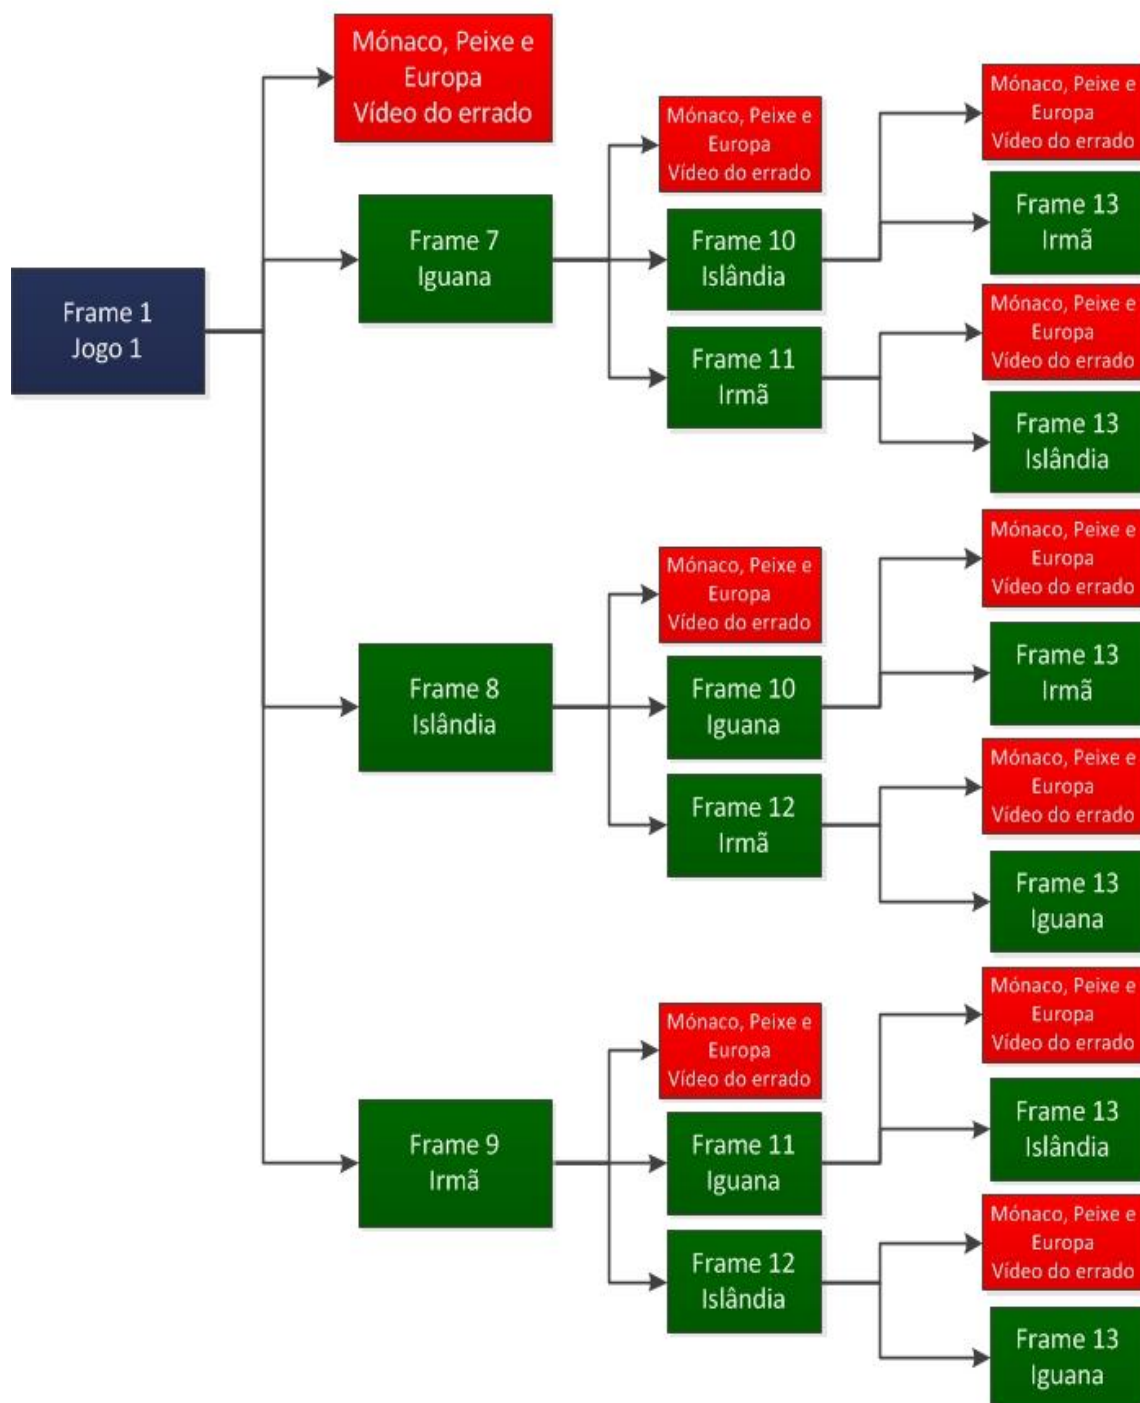 Mónaco, Peixe e
Europa
Vídeo do errado
Frame 1
Jogo 1
Frame 7
Iguana
Mónaco, Peixe e
Europa
Vídeo do errado
Frame 10
Islândia
Frame 11
Irmã
Mónaco, Peixe e
Europa
Vídeo do errado
Frame 13
Irmã
Mónaco, Peixe e
Europa
Vídeo do errado
Frame 13
Islândia
Frame 8
Islândia
Mónaco, Peixe e
Europa
Vídeo do errado
Frame 10
Iguana
Frame 12
Irmã
Mónaco, Peixe e
Europa
Vídeo do errado
Frame 13
Irmã
Mónaco, Peixe e
Europa
Vídeo do errado
Frame 13
Iguana
Frame 9
Irmã
Mónaco, Peixe e
Europa
Vídeo do errado
Frame 11
Iguana
Frame 12
Islândia
Mónaco, Peixe e
Europa
Vídeo do errado
Frame 13
Islândia
Mónaco, Peixe e
Europa
Vídeo do errado
Frame 13
Iguana